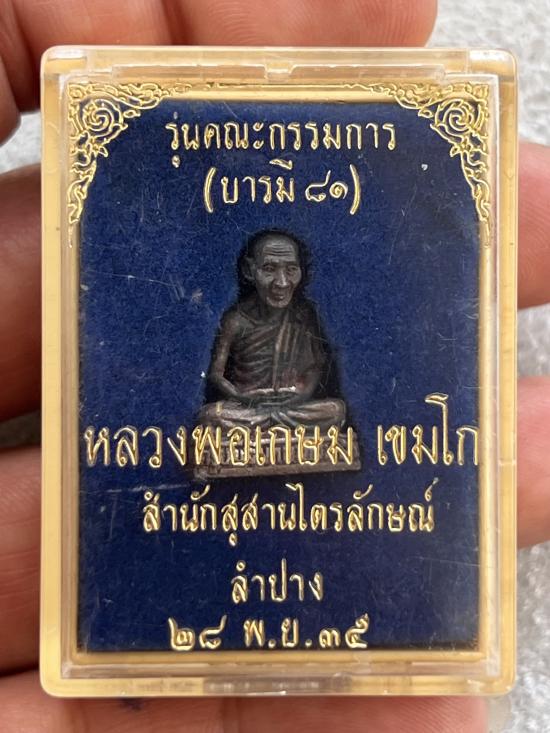 รุ่นคณะกรรมการ
(บารมี ๘๑)
หลวงพ่อเกษม เขมโก
สำนักสุสานไตรลักษณ์
ลำปาง
๒๘ พ.ย.๓๕